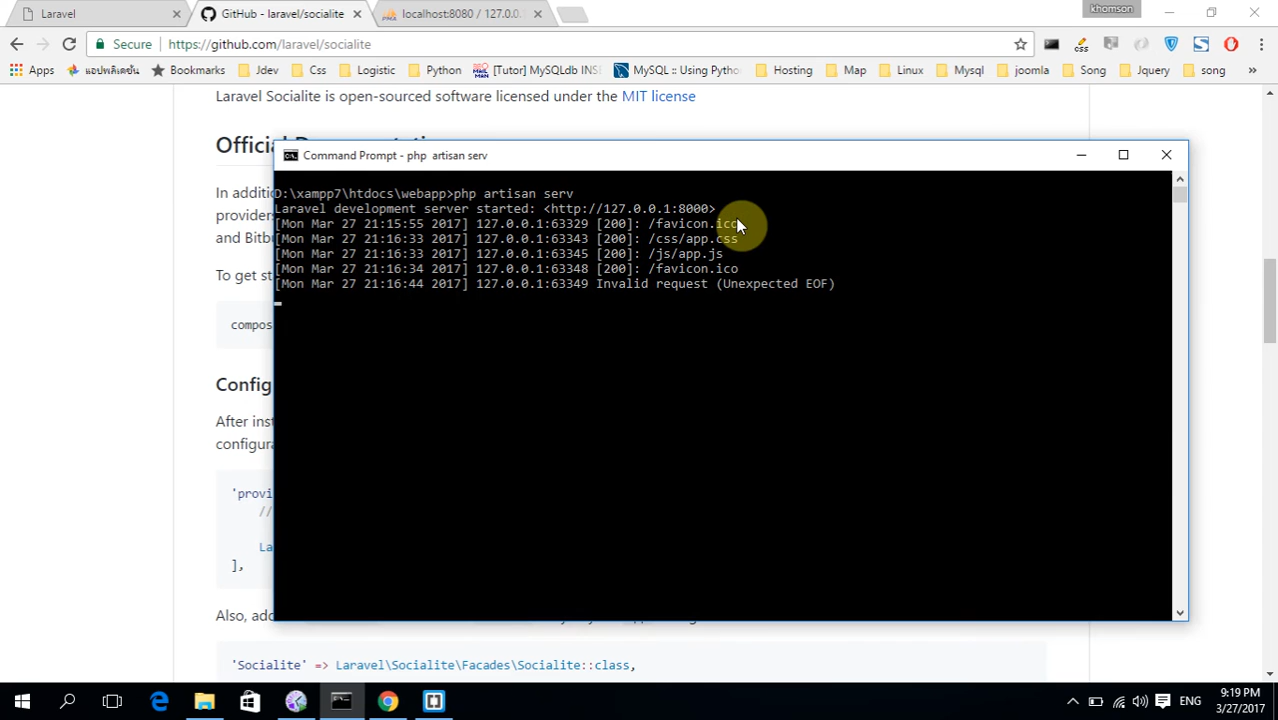 Laravel
GitHub - laravel/socialite
localhost:8080 / 127.0.0.
khomson
Secure
https://github.com/laravel/socialite
Apps
แอปพลิเคชัน
Bookmarks
Jdev
Css
Logistic
Python
[Tutor] MySQLdb INSE
MySQL :: Using Pytho
Hosting
Map
Linux
Mysql
joomla
Song
Jquery
song
»
Laravel Socialite is open-sourced software licensed under the MIT license
Official Documentati
In additio
provider
and Bitb
To get st
compos
Config
After inst
configura
'provi
//
La
],
Also, add
'Socialite' => Laravel\Socialite\Facades\Socialite::class,
Command Prompt - php  artisan serv
D:\xampp7\htdocs\webapp>php artisan serv
Laravel development server started: <http://127.0.0.1:8000>
[Mon Mar 27 21:15:55 2017] 127.0.0.1:63329 [200]: /favicon.ico
[Mon Mar 27 21:16:33 2017] 127.0.0.1:63343 [200]: /css/app.css
[Mon Mar 27 21:16:33 2017] 127.0.0.1:63345 [200]: /js/app.js
[Mon Mar 27 21:16:34 2017] 127.0.0.1:63348 [200]: /favicon.ico
[Mon Mar 27 21:16:44 2017] 127.0.0.1:63349 Invalid request (Unexpected EOF)
ENG
9:19 PM
3/27/2017